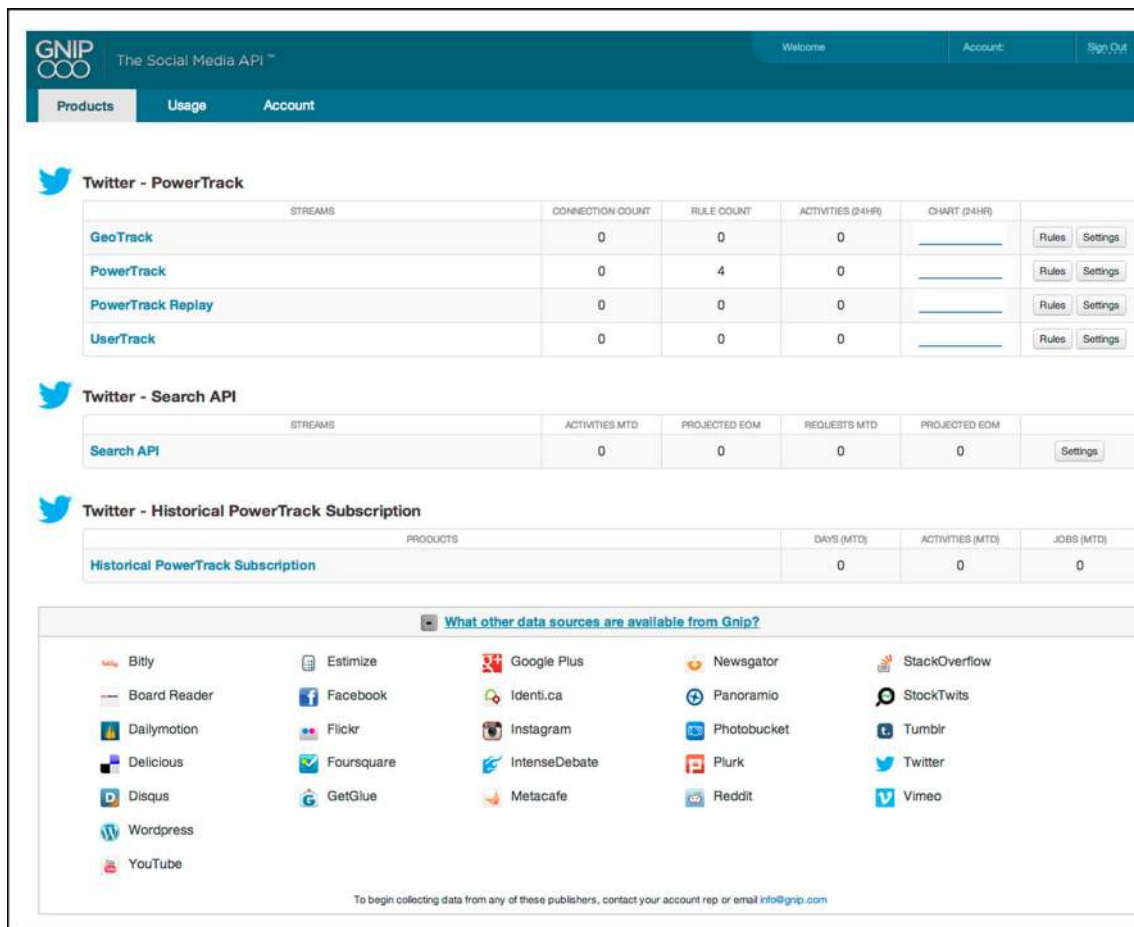 GNIP The Social Media API ™ Welcome Account: Sign Out
Products Usage Account
Twitter - PowerTrack
STREAMS CONNECTION COUNT RULE COUNT ACTIVITIES (24HR) CHART (24HR)
GeoTrack 0 0 0 Rules Settings
PowerTrack 0 4 0 Rules Settings
PowerTrack Replay 0 0 0 Rules Settings
UserTrack 0 0 0 Rules Settings
Twitter - Search API
STREAMS ACTIVITIES MTD PROJECTED EOM REQUESTS MTD PROJECTED EOM
Search API 0 0 0 0 Settings
Twitter - Historical PowerTrack Subscription
PRODUCTS DAYS (MTD) ACTIVITIES (MTD) JOBS (MTD)
Historical PowerTrack Subscription 0 0 0
- What other data sources are available from Gnip?
Bitly Estimize Google Plus Newsgator StackOverflow
Board Reader Facebook Identi.ca Panoramio StockTwits
Dailymotion Flickr Instagram Photobucket Tumblr
Delicious Foursquare IntenseDebate Plurk Twitter
Disqus GetGlue Metacafe Reddit Vimeo
Wordpress
YouTube
To begin collecting data from any of these publishers, contact your account rep or email info@gnip.com